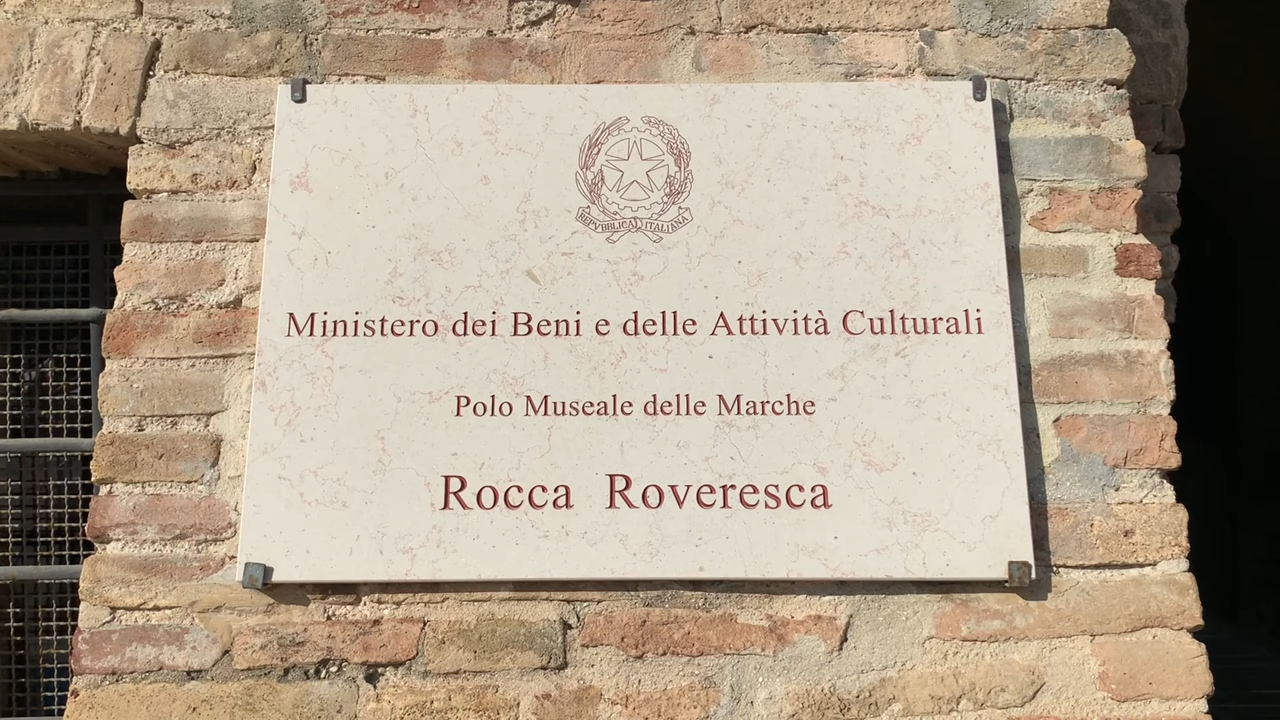 REPVBBLICA ITALIANA
Ministero dei Beni e delle Attività Culturali
Polo Museale delle Marche
Rocca Roveresca